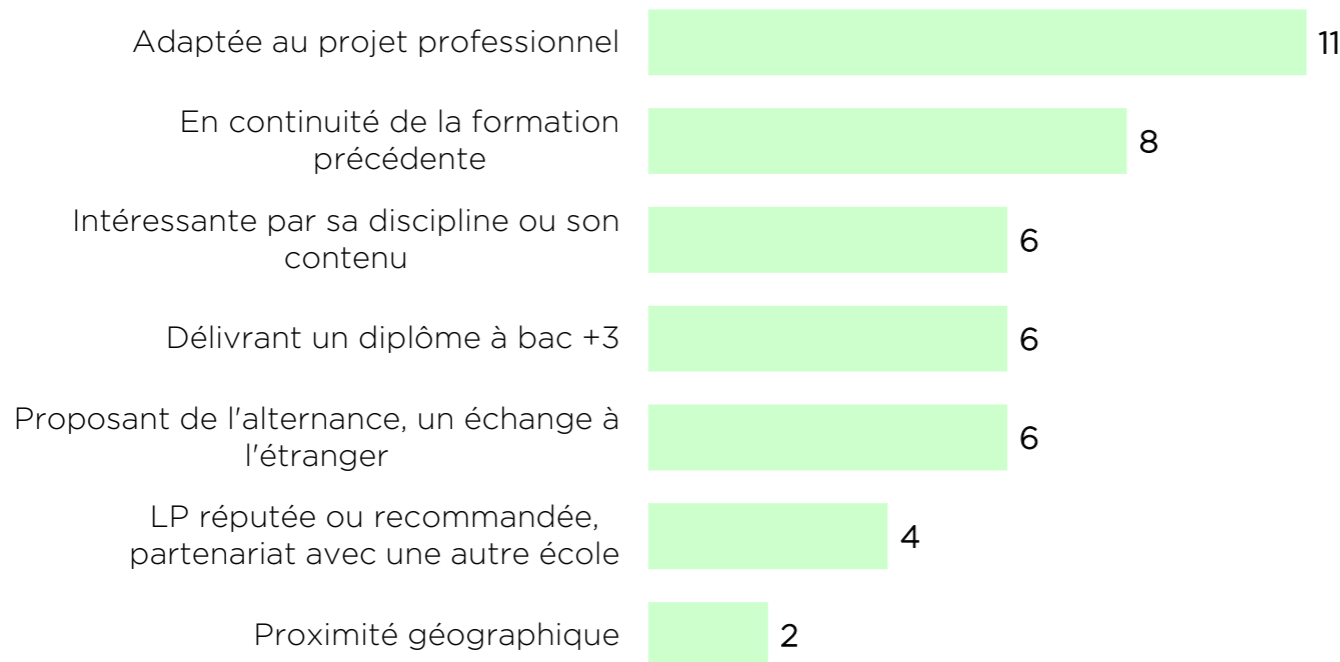 Adaptée au projet professionnel
11
En continuité de la formation
précédente
8
Intéressante par sa discipline ou son
contenu
6
Délivrant un diplôme à bac +3
6
Proposant de l'alternance, un échange à
l'étranger
6
LP réputée ou recommandée,
partenariat avec une autre école
4
Proximité géographique
2